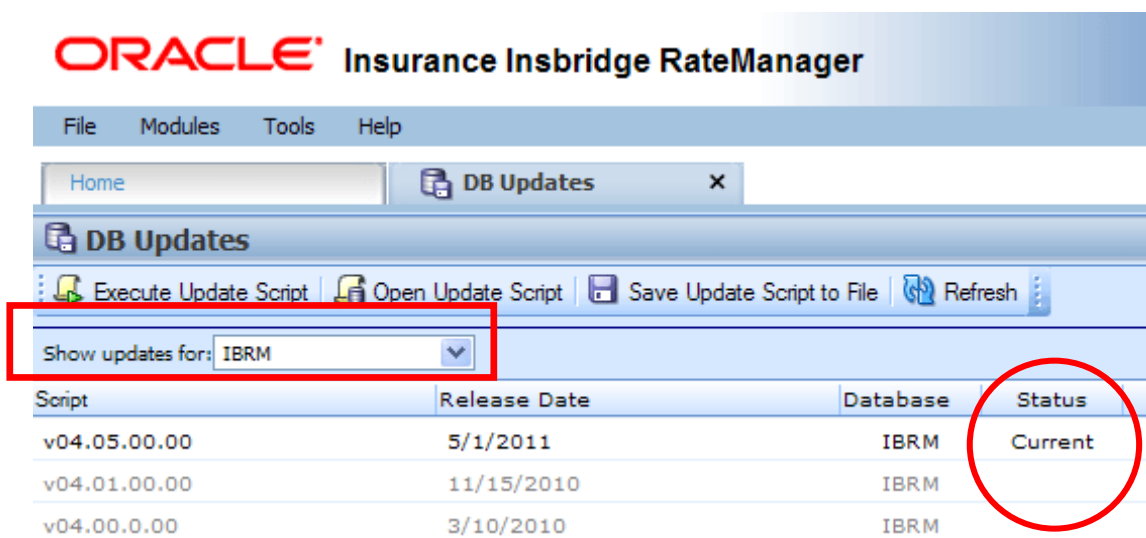 ORACLE Insurance Insbridge RateManager
File Modules Tools Help
Home DB Updates x
DB Updates
Execute Update Script Open Update Script Save Update Script to File Refresh
Show updates for: IBRM
Script Release Date Database Status
v04.05.00.00 5/1/2011 IBRM Current
v04.01.00.00 11/15/2010 IBRM
v04.00.0.00 3/10/2010 IBRM